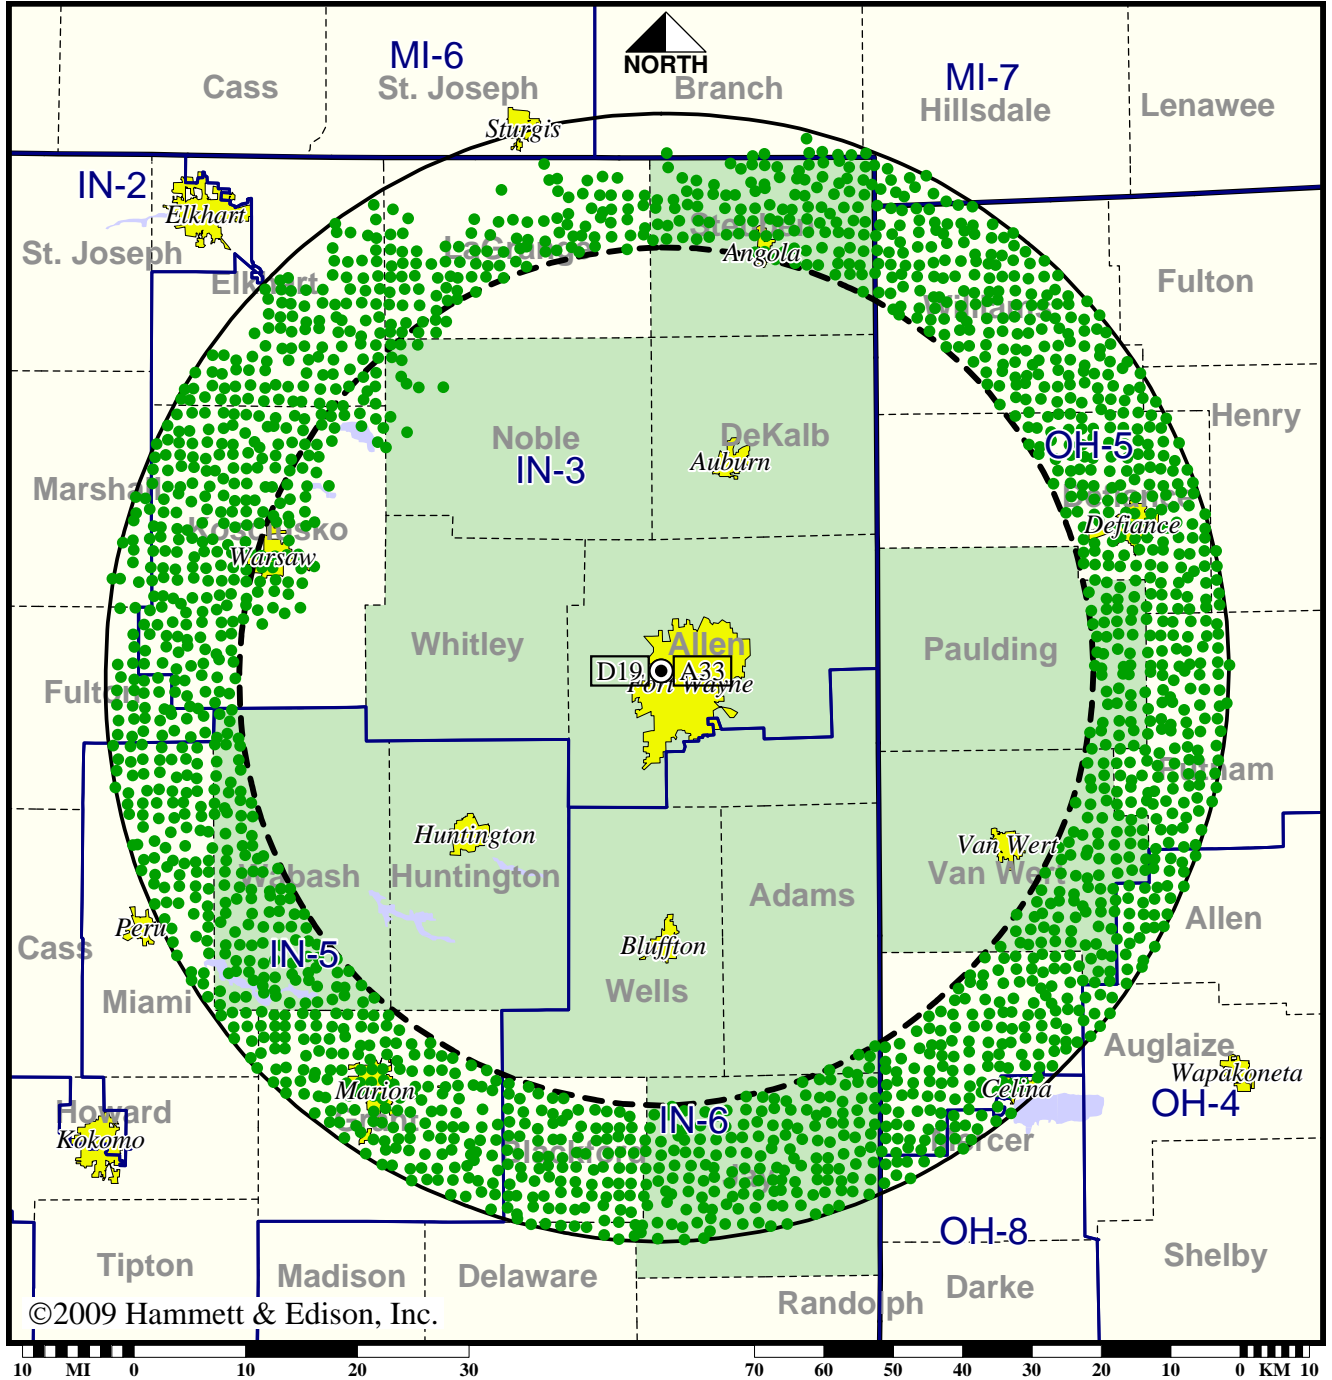 MI-6
Cass
St. Joseph
NORTH
Branch
MI-7
Hillsdale
Lenawee
Sturgis
IN-2
Elkhart
St. Joseph
Elkhart
LaGrange
Steuben
Angola
Williams
Fulton
Noble
IN-3
DeKalb
Auburn
OH-5
Henry
Marshall
Kosciusko
Warsaw
Defiance
Defiance
Whitley
Allen
D19
A33
Fort Wayne
Paulding
Fulton
Putnam
Huntington
Huntington
Wabash
Van Wert
Van Wert
Adams
Allen
Peru
Cass
IN-5
Bluffton
Wells
Miami
Auglaize
Wapakoneta
OH-4
Marion
Grant
Celina
Mercer
Howard
Kokomo
IN-6
Blackford
Jay
OH-8
Tipton
Madison
Delaware
Randolph
Darke
Shelby
©2009 Hammett & Edison, Inc.
10 MI 0 10 20 30
70 60 50 40 30 20 10 0 KM 10